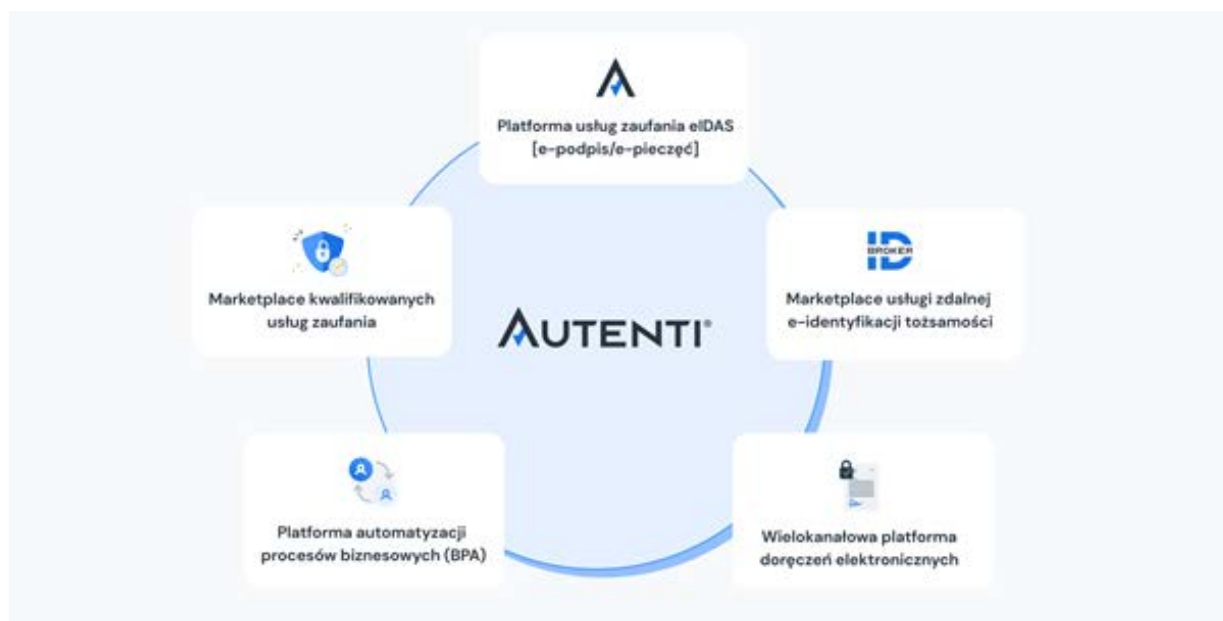 Platforma usług zaufania eIDAS
[e-podpis/e-pieczęć]
Marketplace kwalifikowanych
usług zaufania
ID
BROKER
Marketplace usługi zdalnej
e-identyfikacji tożsamości
AUTENTI®
Platforma automatyzacji
procesów biznesowych (BPA)
Wielokanałowa platforma
doręczeń elektronicznych